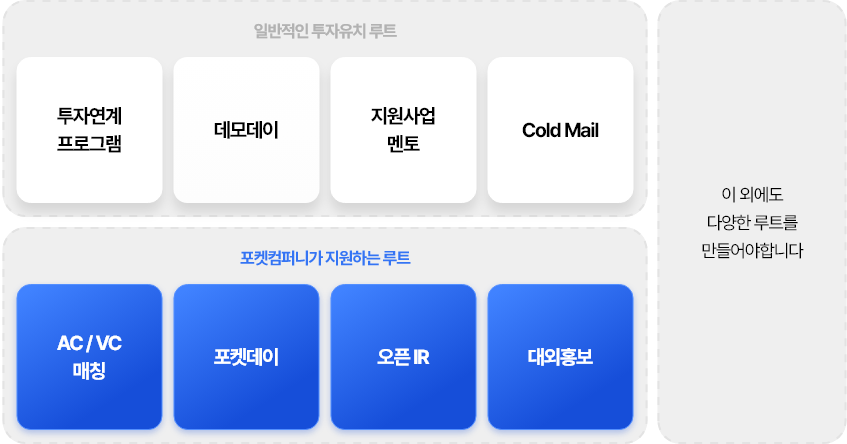 일반적인 투자유치 루트
투자연계
프로그램
데모데이
지원사업
멘토
Cold Mail
포켓컴퍼니가 지원하는 루트
AC / VC
매칭
포켓데이
오픈 IR
대외홍보
이 외에도
다양한 루트를
만들어야합니다